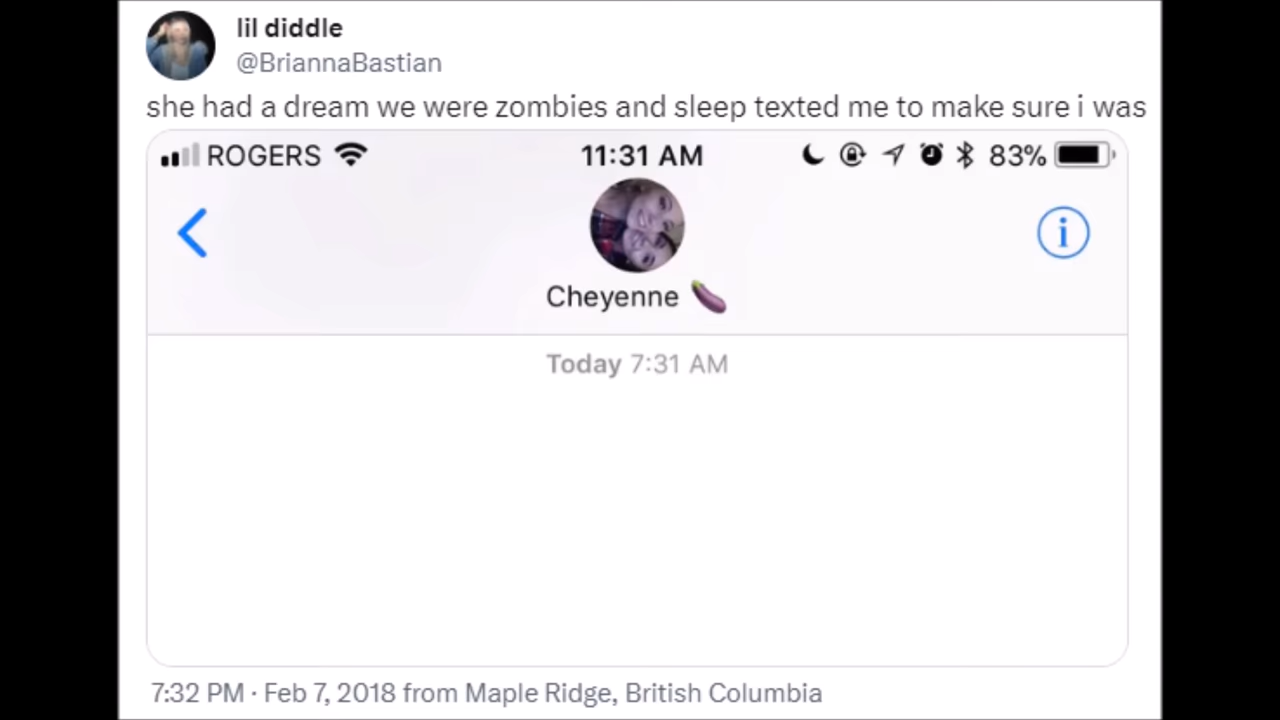 lil diddle
@BriannaBastian
she had a dream we were zombies and sleep texted me to make sure i was
ROGERS 11:31 AM 83%
i
Cheyenne 🍆
Today 7:31 AM
7:32 PM · Feb 7, 2018 from Maple Ridge, British Columbia